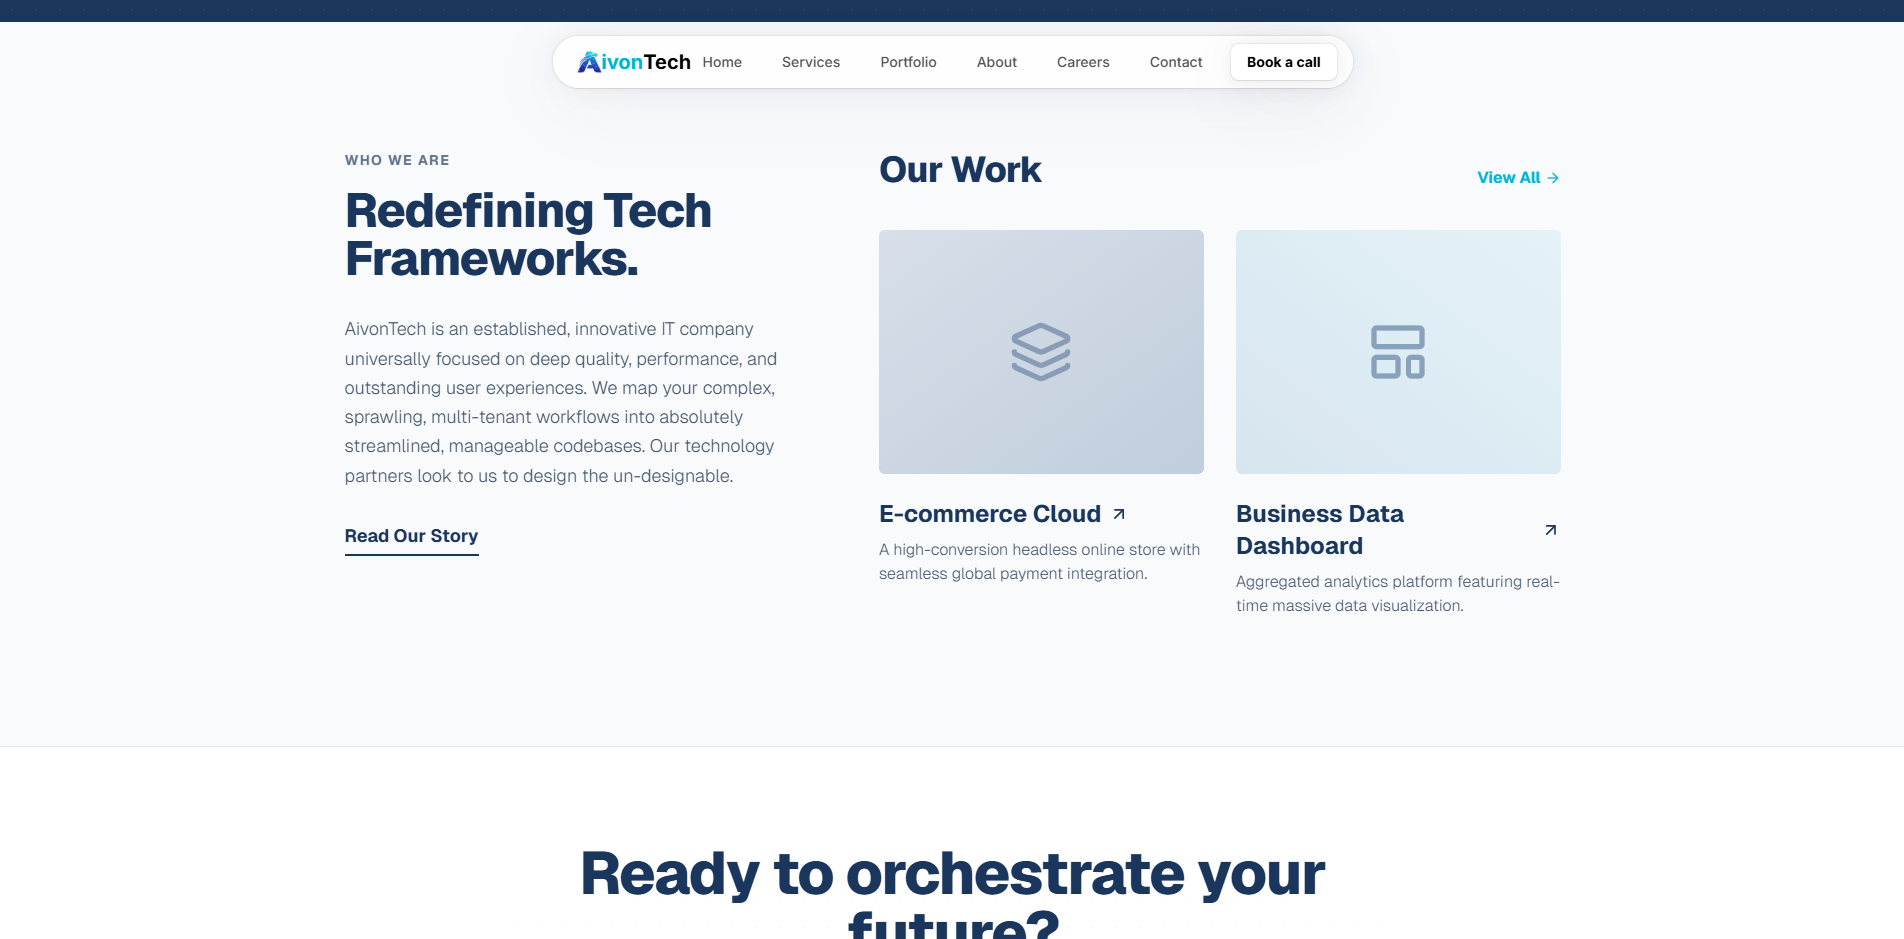 AivonTech Home Services Portfolio About Careers Contact Book a call
WHO WE ARE
Redefining Tech
Frameworks.
AivonTech is an established, innovative IT company
universally focused on deep quality, performance, and
outstanding user experiences. We map your complex,
sprawling, multi-tenant workflows into absolutely
streamlined, manageable codebases. Our technology
partners look to us to design the un-designable.
Read Our Story
Our Work
View All →
E-commerce Cloud
A high-conversion headless online store with
seamless global payment integration.
Business Data
Dashboard
Aggregated analytics platform featuring real-
time massive data visualization.
Ready to orchestrate your
future?